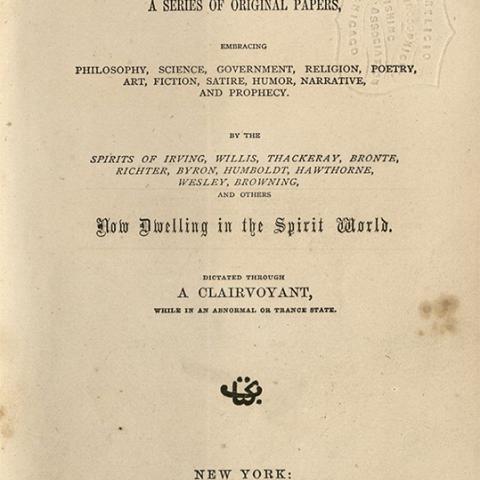 A SERIES OF ORIGINAL PAPERS,
EMBRACING
PHILOSOPHY, SCIENCE, GOVERNMENT, RELIGION, POETRY,
ART, FICTION, SATIRE, HUMOR, NARRATIVE,
AND PROPHECY.
BY THE
SPIRITS OF IRVING, WILLIS, THACKERAY, BRONTE,
RICHTER, BYRON, HUMBOLDT, HAWTHORNE,
WESLEY, BROWNING,
AND OTHERS
Now Dwelling in the Spirit World.
DICTATED THROUGH
A CLAIRVOYANT,
WHILE IN AN ABNORMAL OR TRANCE STATE.
NEW YORK:
RELIGIO
CHICAGO